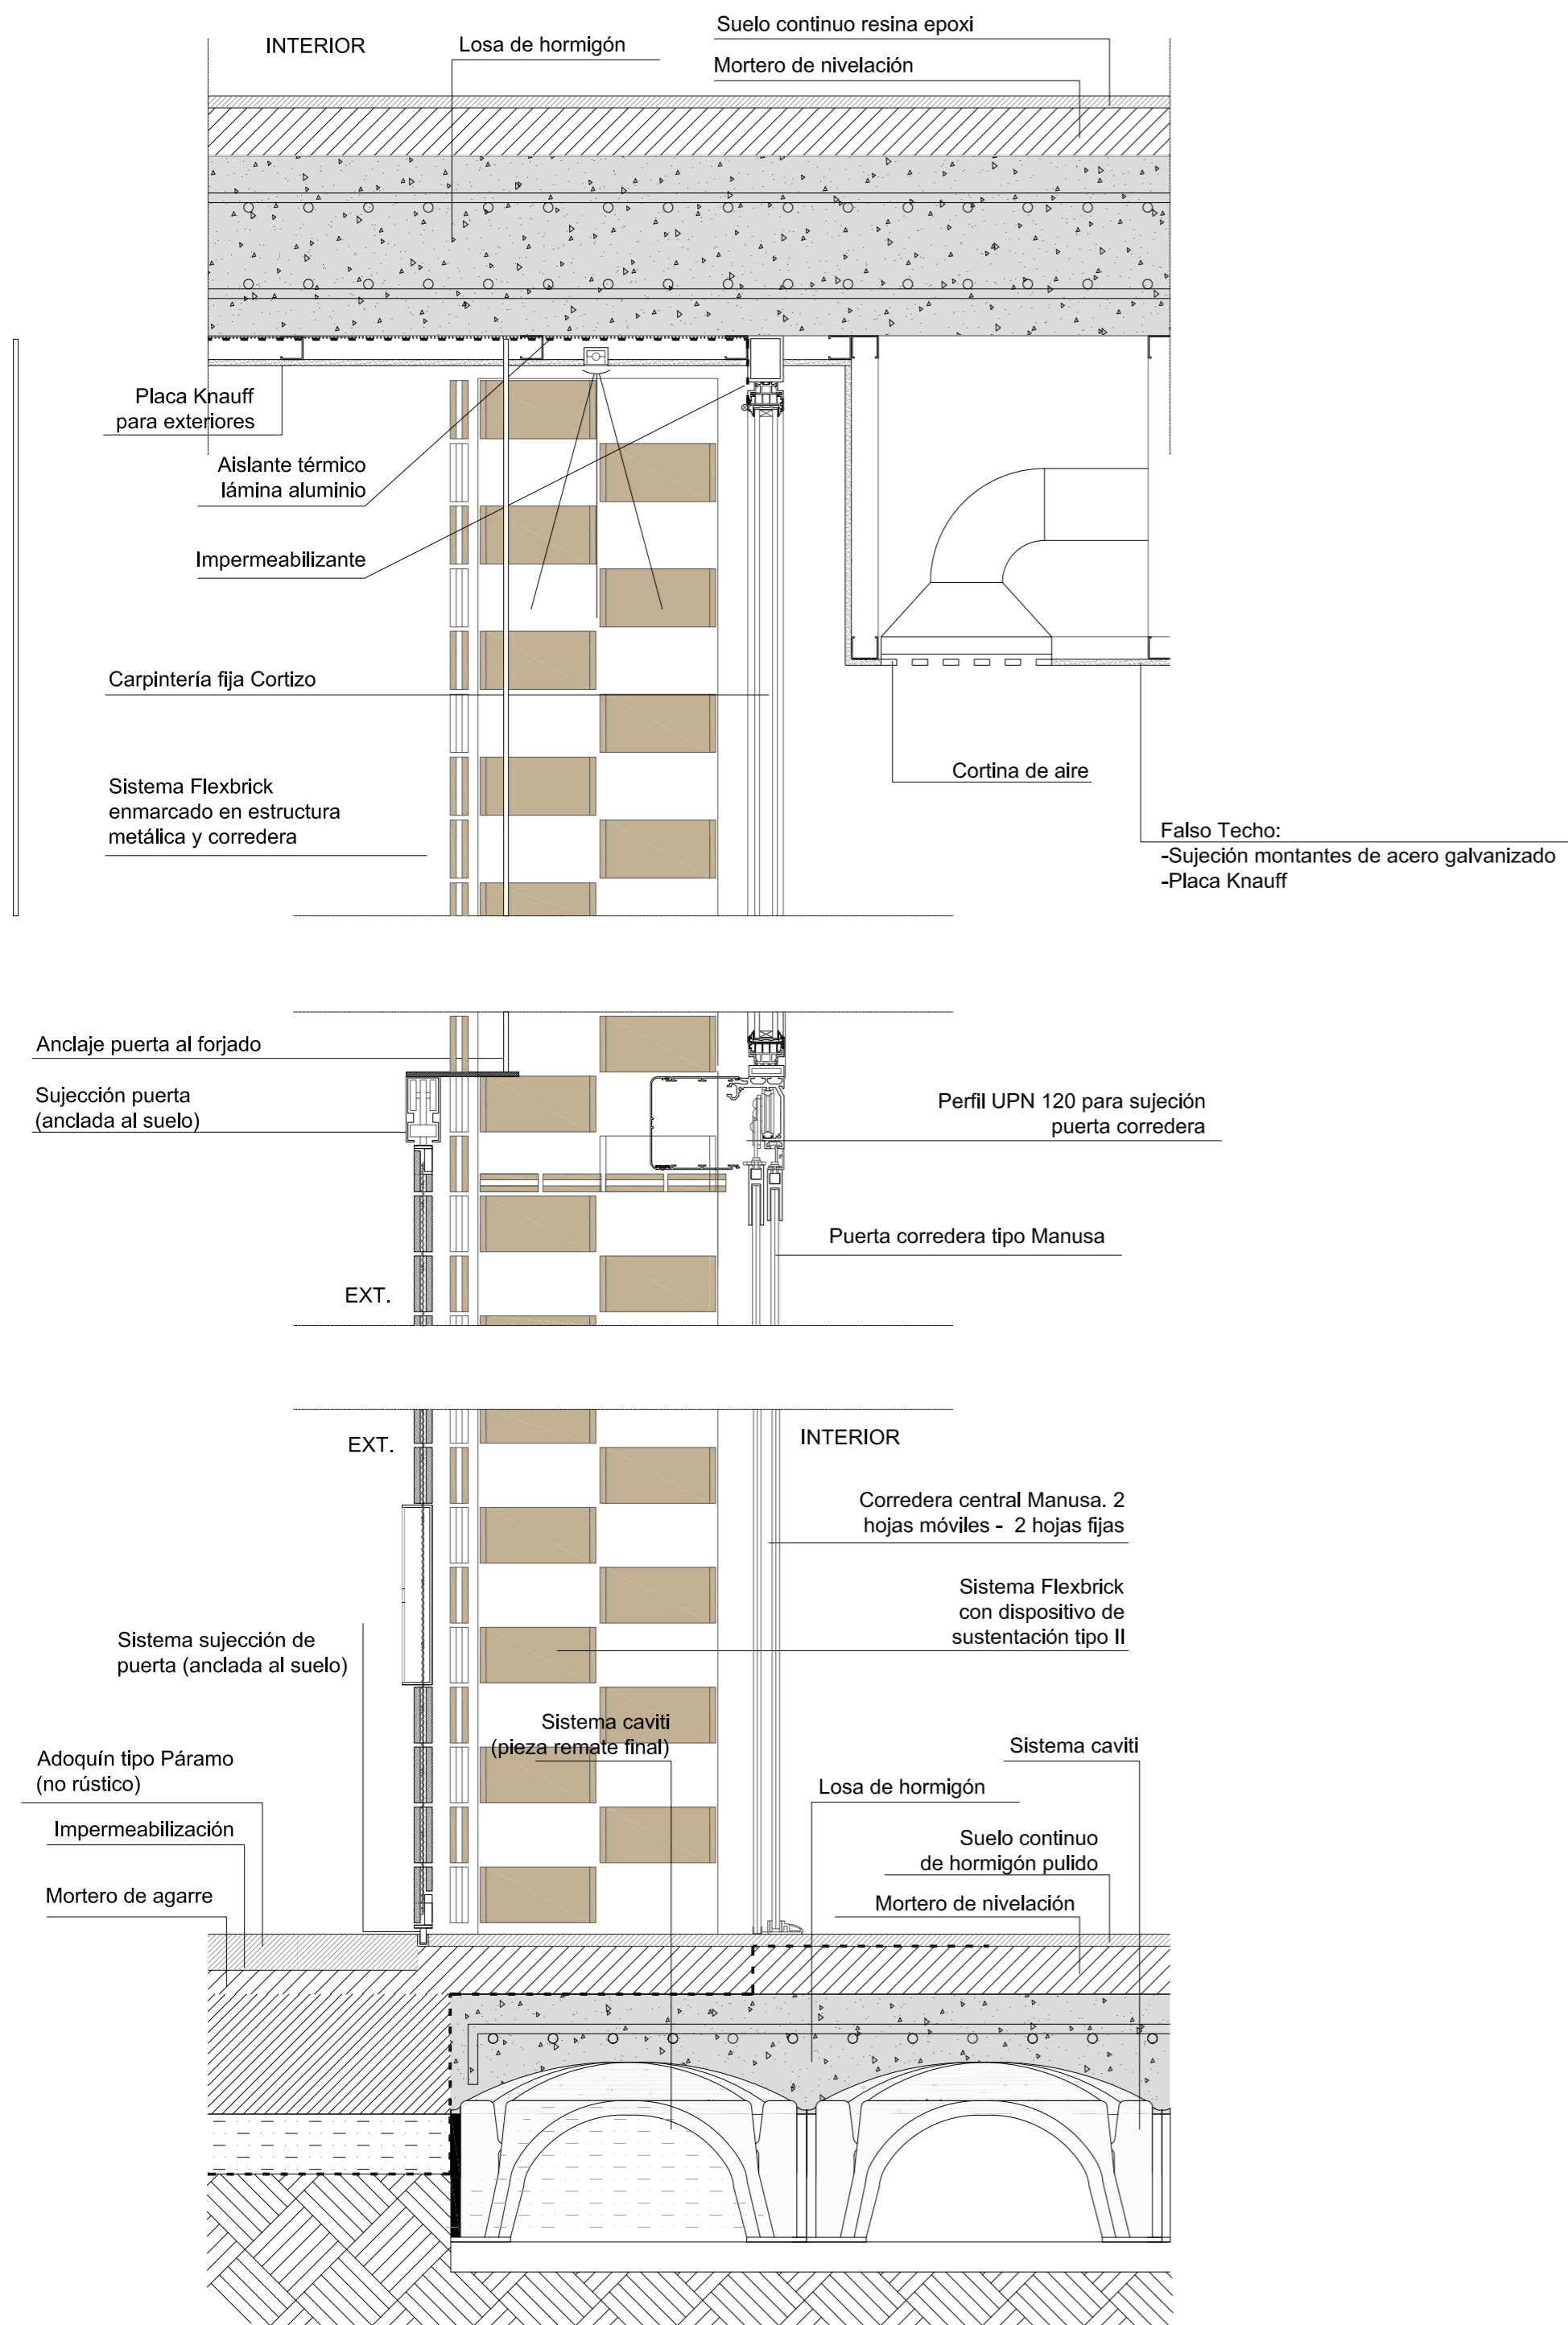 INTERIOR
Losa de hormigón
Suelo continuo resina epoxi
Mortero de nivelación
Placa Knauff
para exteriores
Aislante térmico
lámina aluminio
Impermeabilizante
Carpintería fija Cortizo
Sistema Flexbrick
enmarcado en estructura
metálica y corredera
Cortina de aire
Falso Techo:
-Sujeción montantes de acero galvanizado
-Placa Knauff
Anclaje puerta al forjado
Sujección puerta
(anclada al suelo)
Perfil UPN 120 para sujeción
puerta corredera
Puerta corredera tipo Manusa
EXT.
EXT.
INTERIOR
Corredera central Manusa. 2
hojas móviles - 2 hojas fijas
Sistema Flexbrick
con dispositivo de
sustentación tipo II
Sistema sujección de
puerta (anclada al suelo)
Sistema caviti
(pieza remate final)
Sistema caviti
Adoquín tipo Páramo
(no rústico)
Losa de hormigón
Impermeabilización
Suelo continuo
de hormigón pulido
Mortero de agarre
Mortero de nivelación